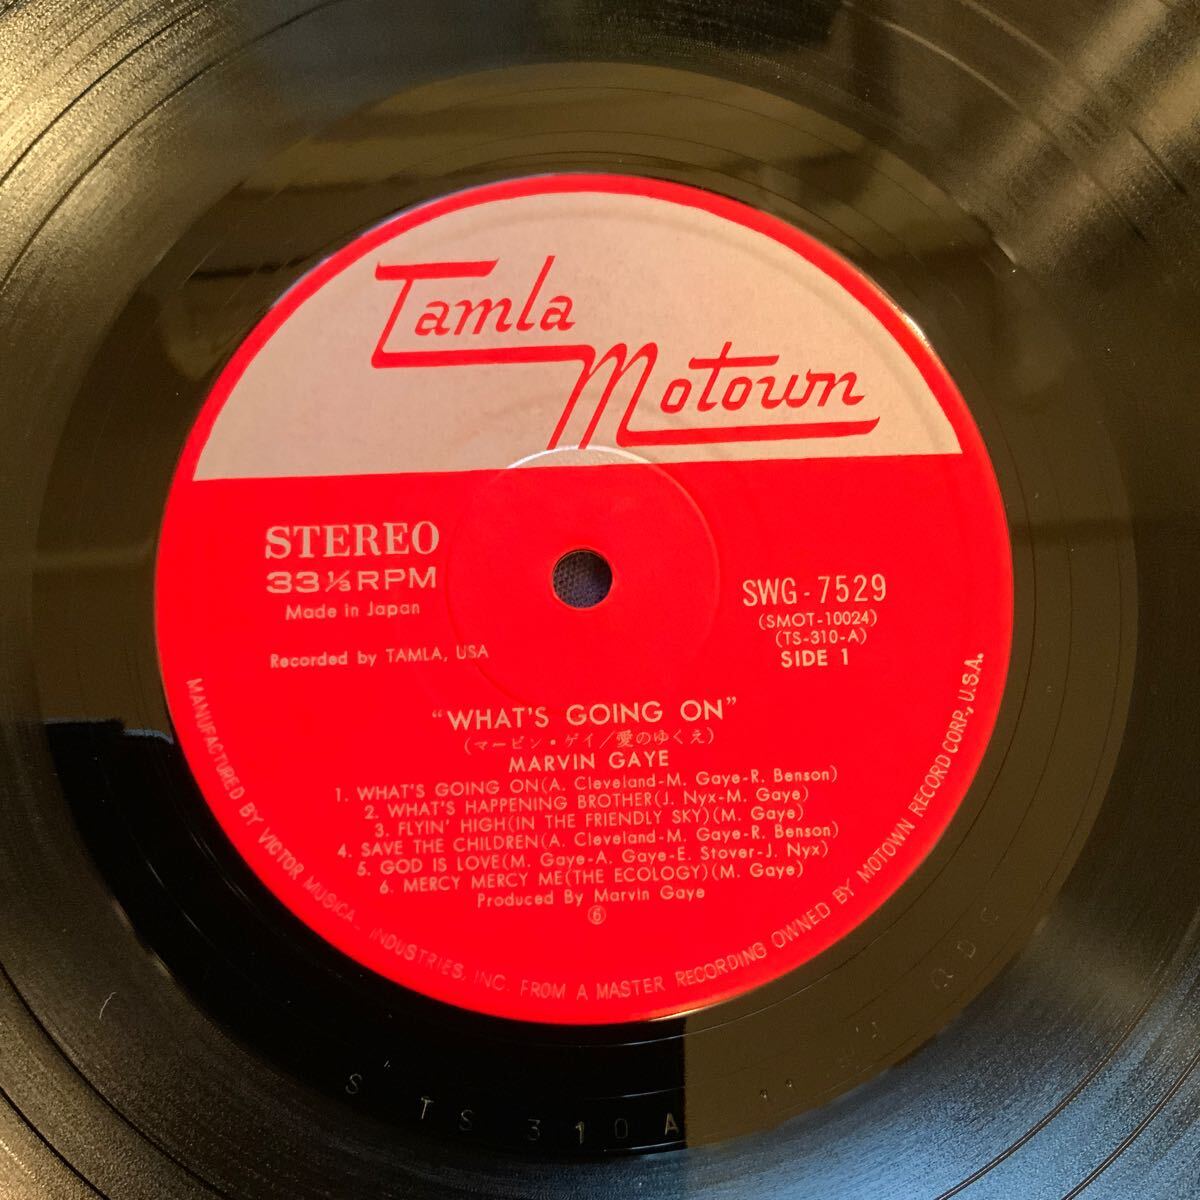 Tamla
Motown
STEREO
33⅓RPM
Made in Japan
Recorded by TAMLA, USA
SWG-7529
(SMOT-10024)
(TS-310-A)
SIDE 1
"WHAT'S GOING ON"
(マービン・ゲイ/愛のゆくえ)
MARVIN GAYE
1. WHAT'S GOING ON(A. Cleveland-M. Gaye-R. Benson)
2. WHAT'S HAPPENING BROTHER(J. Nyx-M. Gaye)
3. FLYIN' HIGH(IN THE FRIENDLY SKY)(M. Gaye)
4. SAVE THE CHILDREN(A. Cleveland-M. Gaye-R. Benson)
5. GOD IS LOVE(M. Gaye-A. Gaye-E. Stover-J. Nyx)
6. MERCY MERCY ME(THE ECOLOGY)(M. Gaye)
Produced By Marvin Gaye
⑥
MANUFACTURED BY VICTOR MUSICAL INDUSTRIES, INC. FROM A MASTER RECORDING OWNED BY MOTOWN RECORD CORP., U.S.A.
S TS 310A